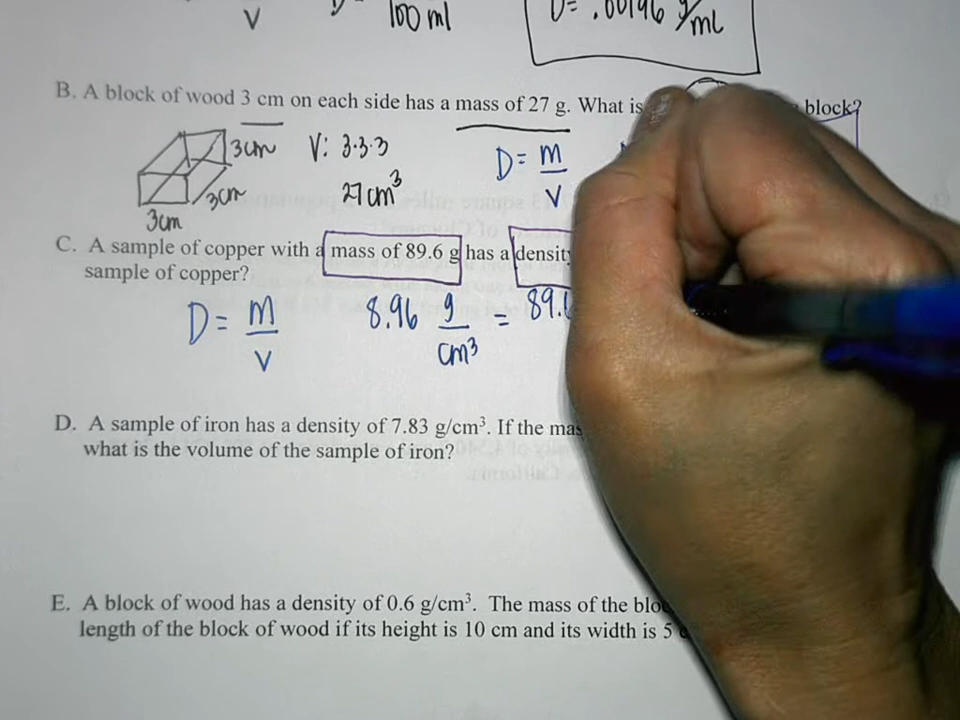 V
100 ml
D= .00196 g/ml
B. A block of wood 3 cm on each side has a mass of 27 g. What is block?
3cm V: 3·3·3 D= m
3cm 27cm³ V
3cm
C. A sample of copper with a mass of 89.6 g has a density
sample of copper?
D= m 8.96 g = 89.6
V cm³
D. A sample of iron has a density of 7.83 g/cm³. If the
what is the volume of the sample of iron?
E. A block of wood has a density of 0.6 g/cm³. The mass of the
length of the block of wood if its height is 10 cm and its width is 5